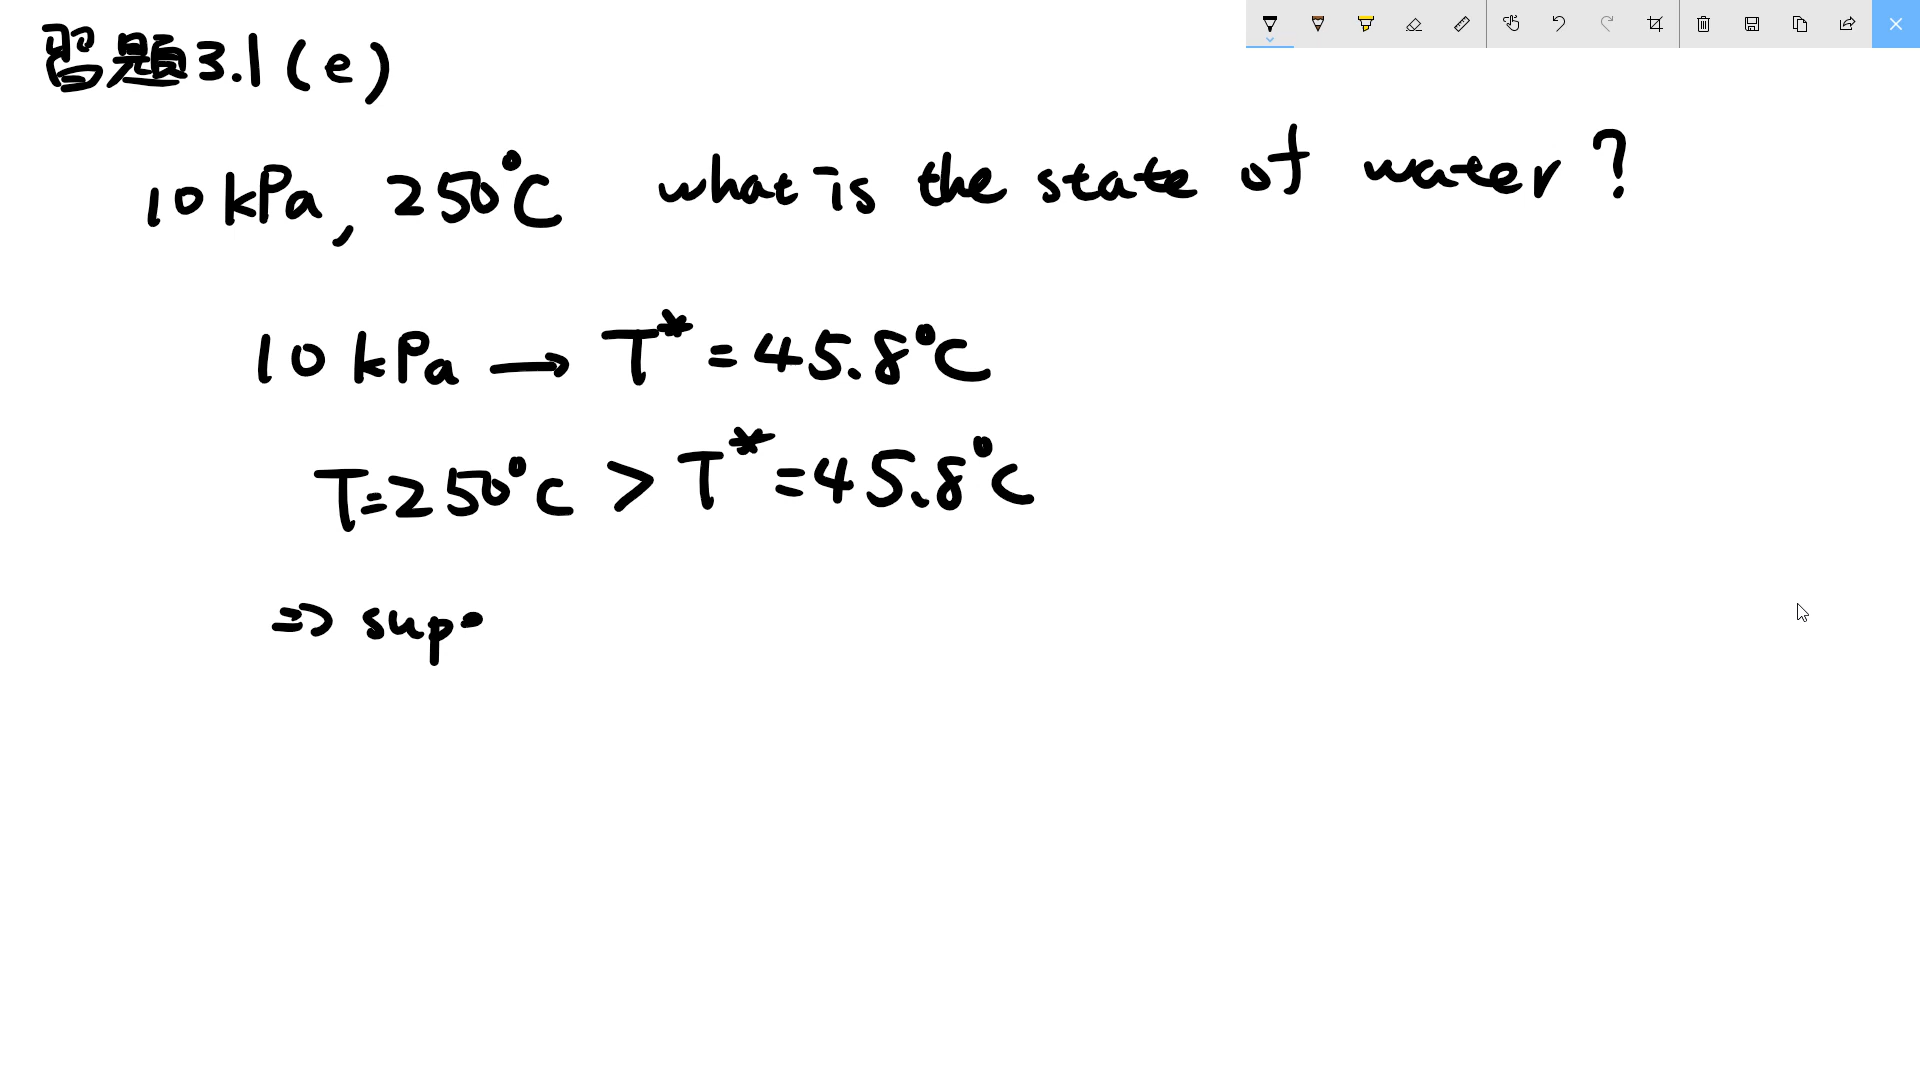 習題3.1(e)
10 kPa, 250°C what is the state of water?
10 kPa → T* = 45.8°C
T=250°C > T* = 45.8°C
⇒ sup